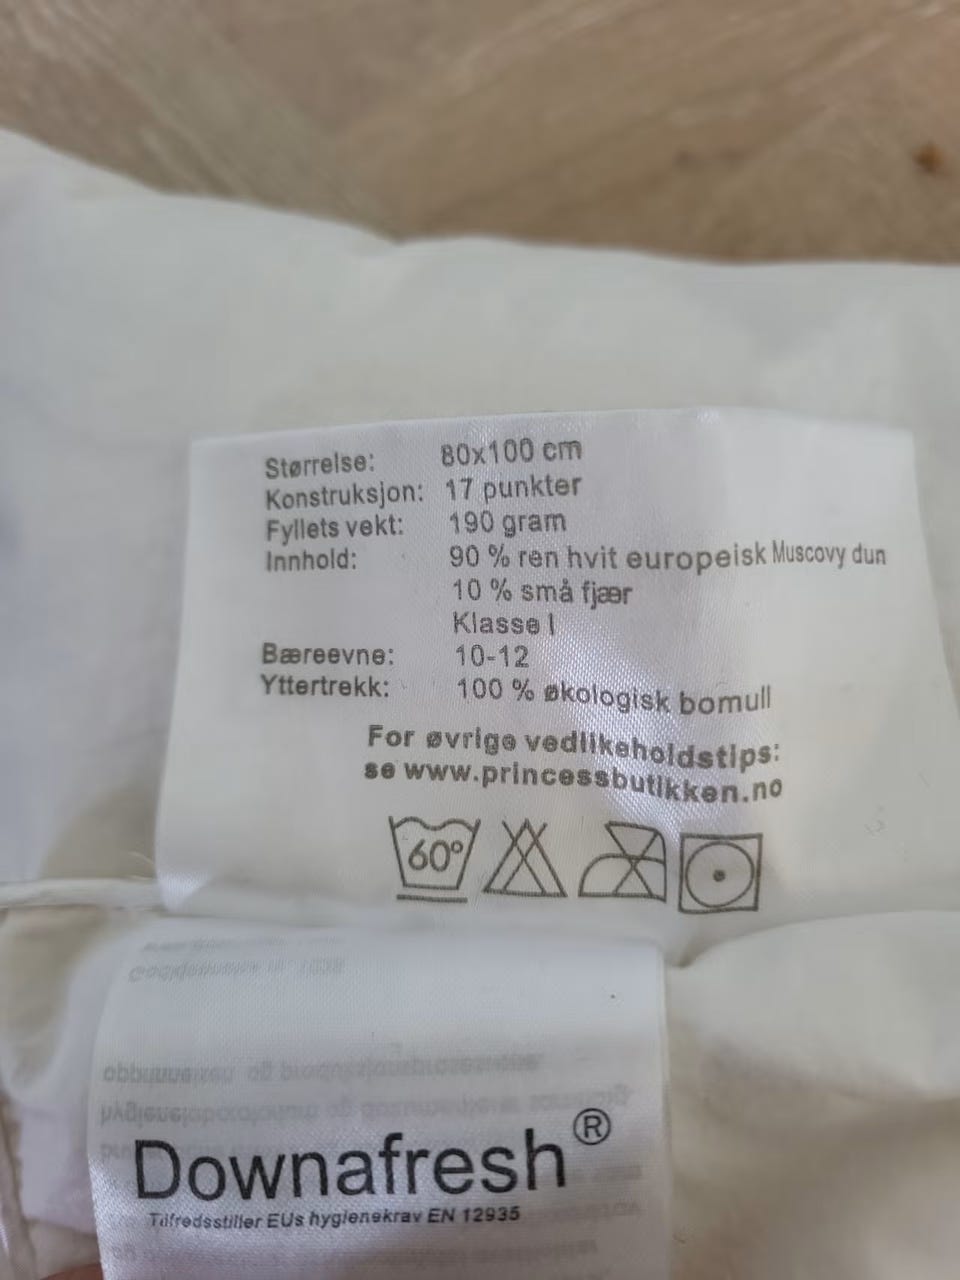 Størrelse: 80x100 cm
Konstruksjon: 17 punkter
Fyllets vekt: 190 gram
Innhold: 90 % ren hvit europeisk Muscovy dun
10 % små fjær
Klasse I
Bæreevne: 10-12
Yttertrekk: 100 % økologisk bomull
For øvrige vedlikeholdstips:
se www.princessbutikken.no
60°
Downafresh®
Tilfredsstiller EUs hygienekrav EN 12935